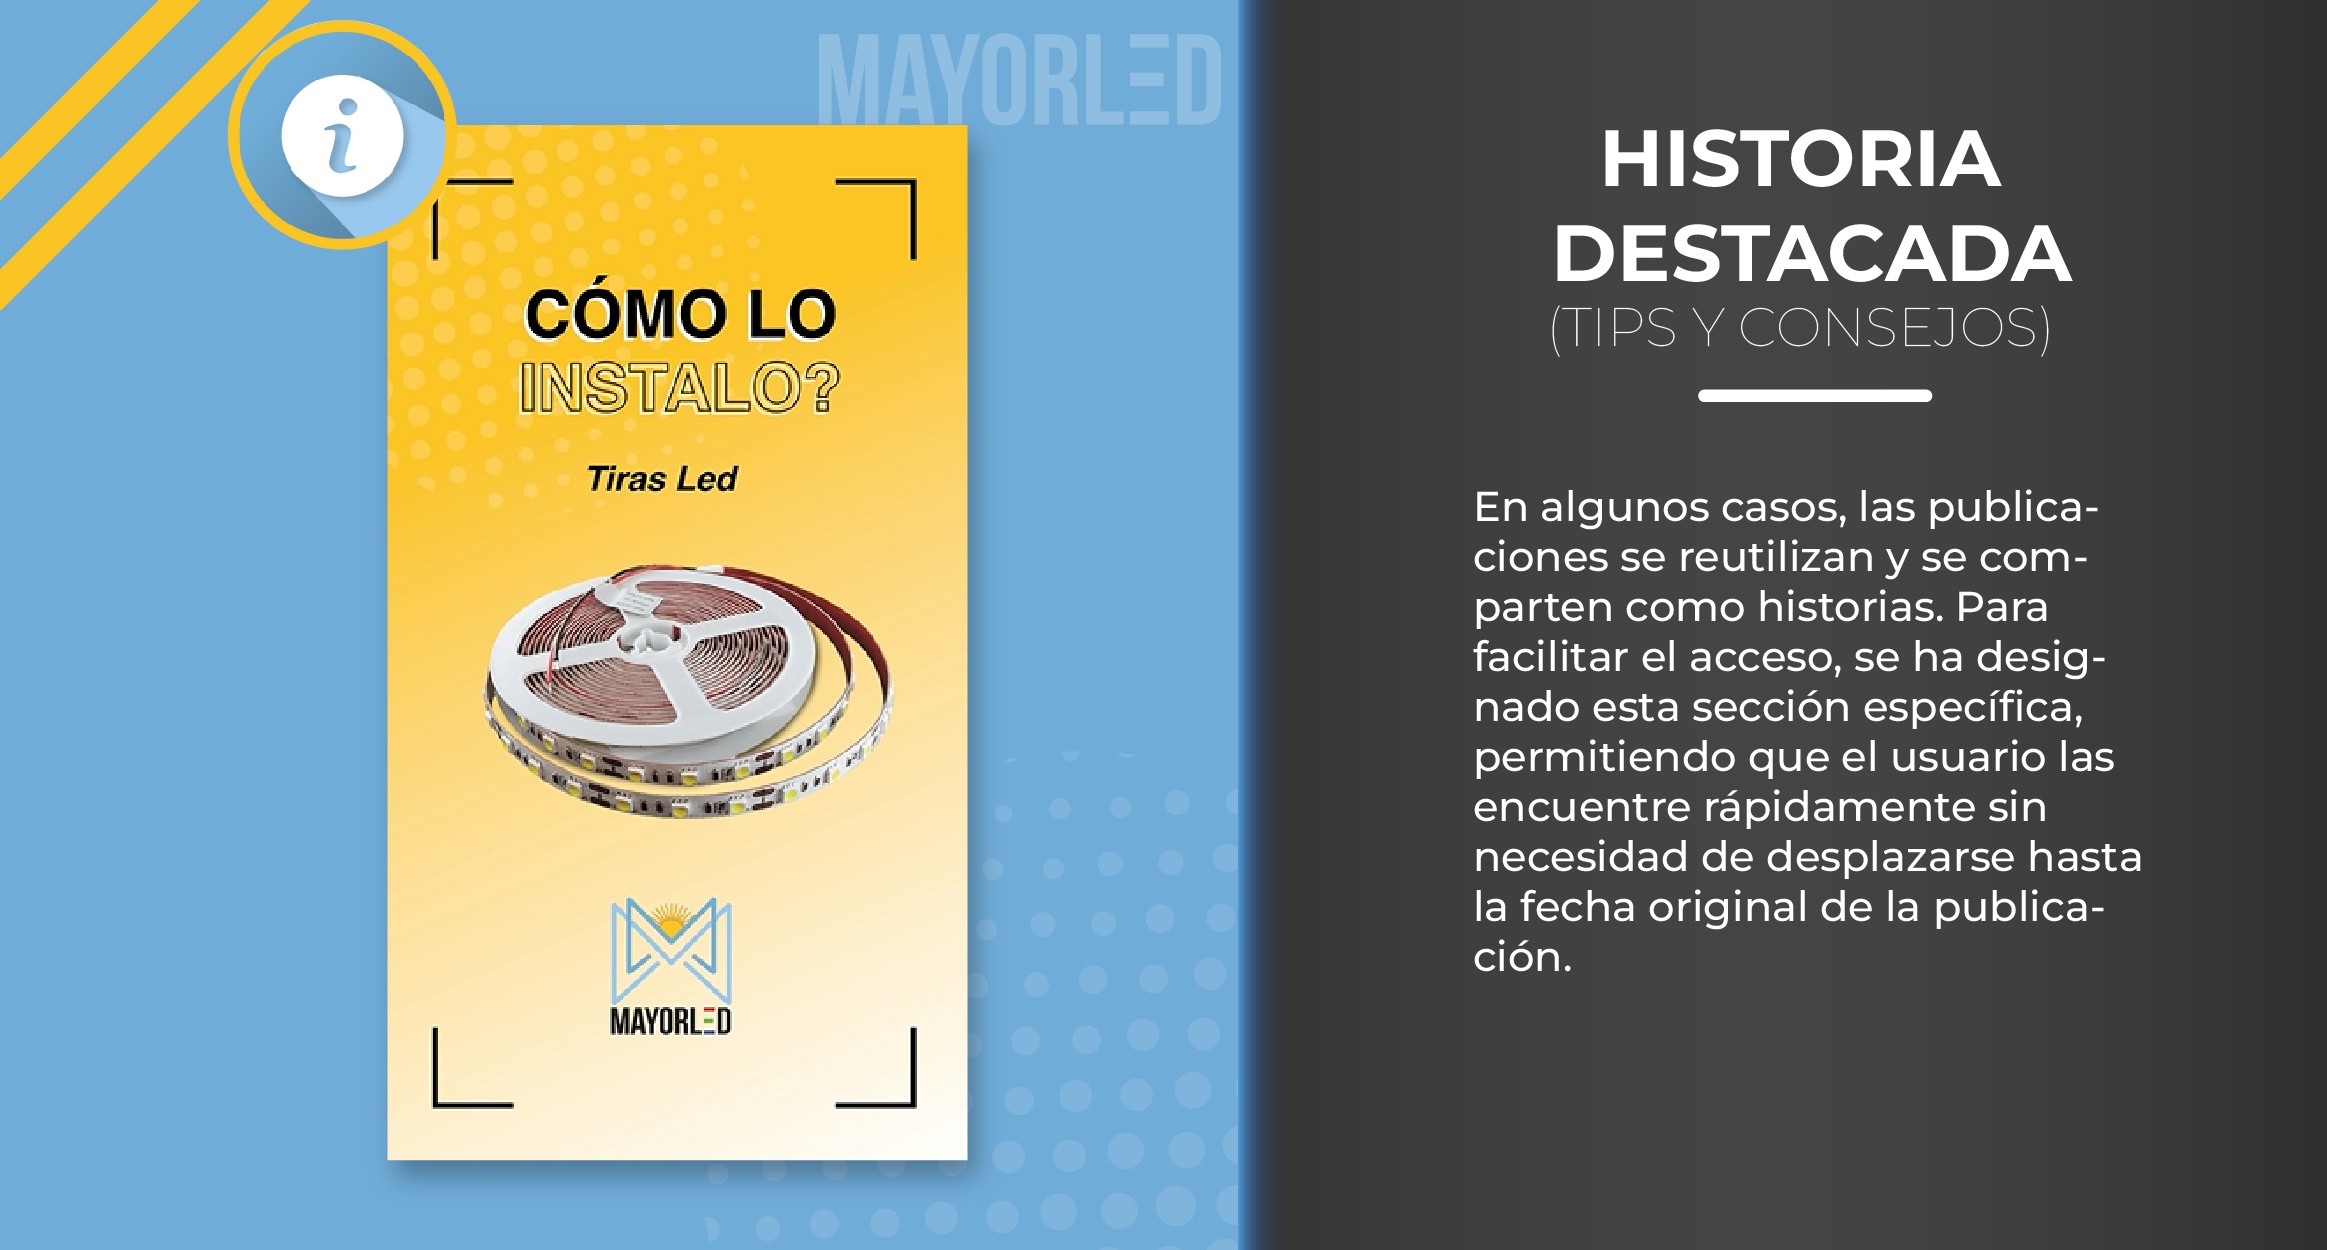 MAYORLED
i
CÓMO LO
INSTALO?
Tiras Led
MAYORLED
HISTORIA
DESTACADA
(TIPS Y CONSEJOS)
En algunos casos, las publica-
ciones se reutilizan y se com-
parten como historias. Para
facilitar el acceso, se ha desig-
nado esta sección específica,
permitiendo que el usuario las
encuentre rápidamente sin
necesidad de desplazarse hasta
la fecha original de la publica-
ción.